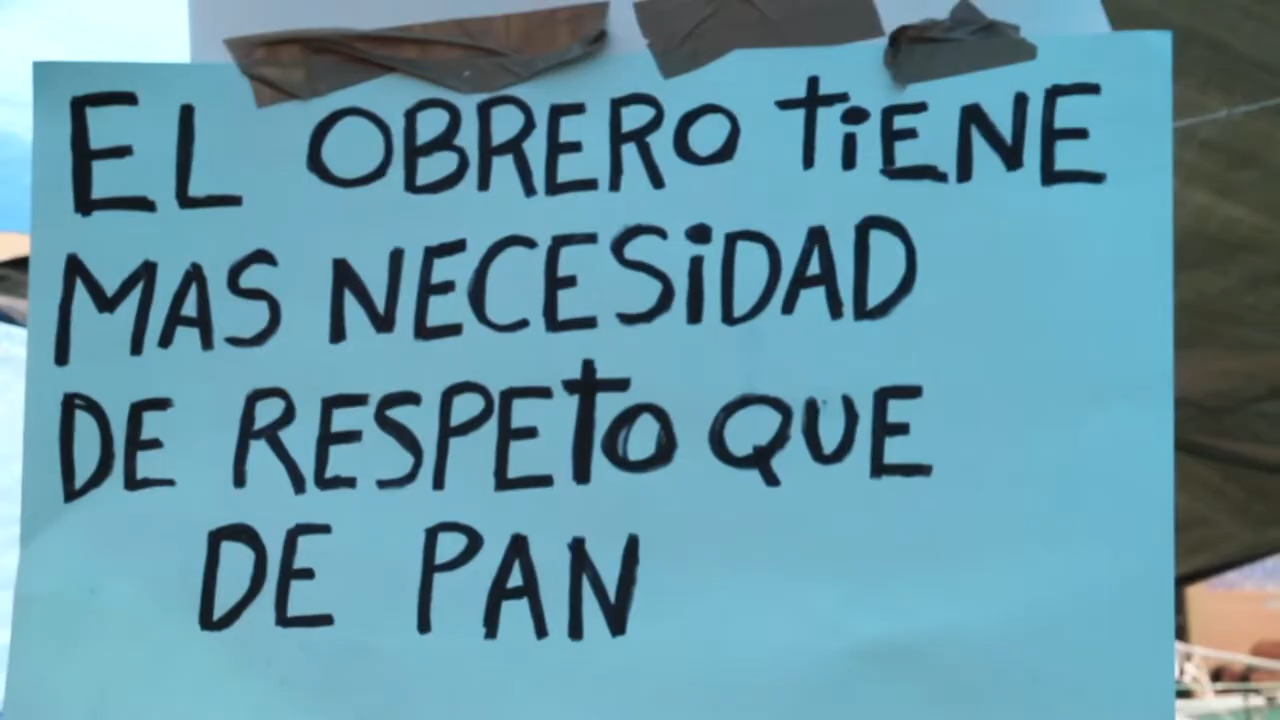 EL OBRERO TiENE
MAS NECESiDAD
DE RESPETO QUE
DE PAN